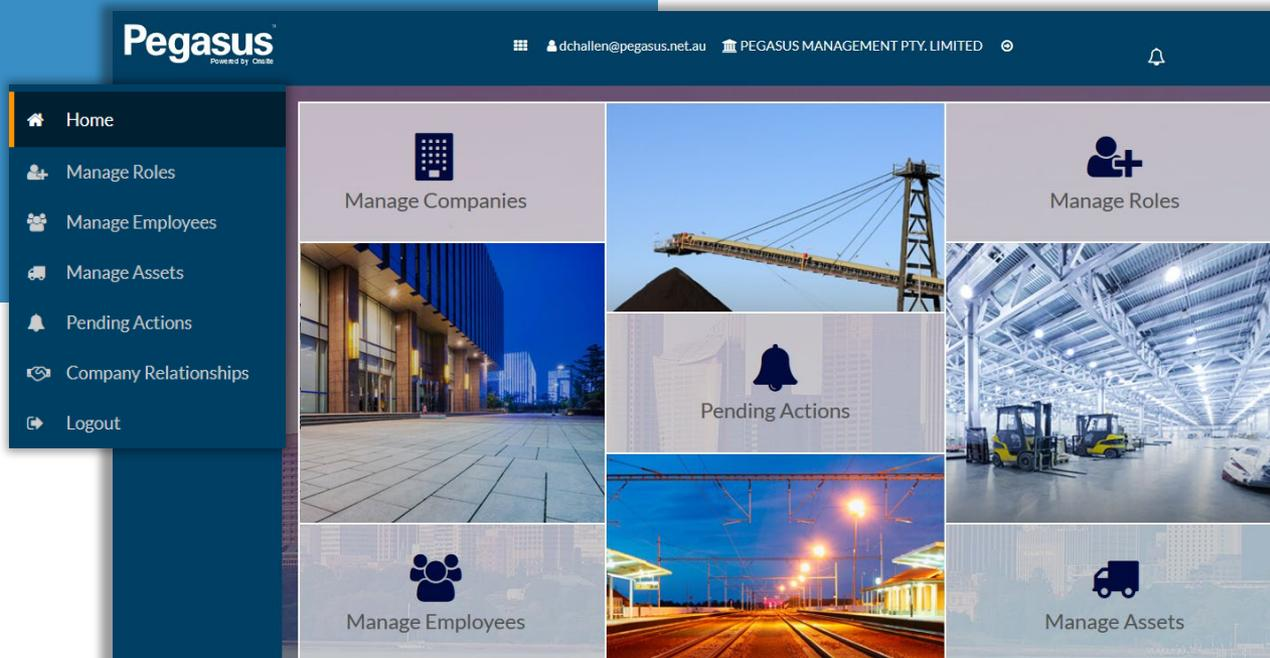 Pegasus™
Powered by Onsite
dchallen@pegasus.net.au PEGASUS MANAGEMENT PTY. LIMITED
Home
Manage Roles
Manage Employees
Manage Assets
Pending Actions
Company Relationships
Logout
Manage Companies
Manage Roles
Pending Actions
Manage Employees
Manage Assets